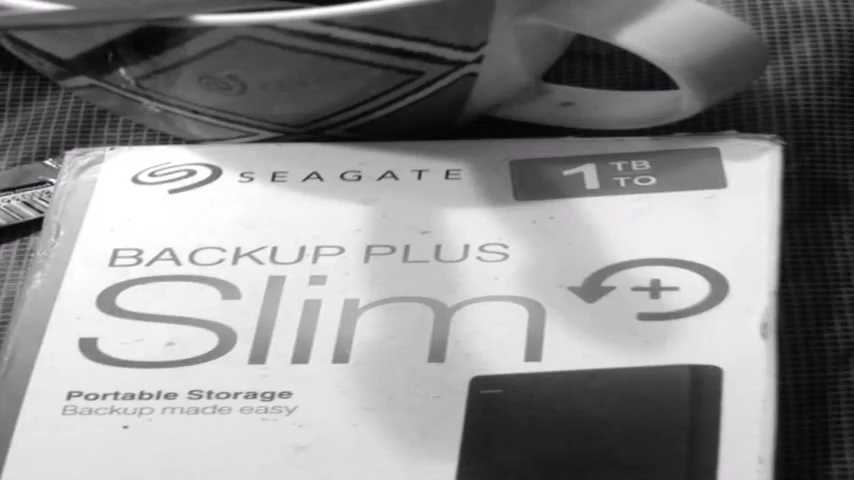 SEAGATE
1 TB
TO
BACKUP PLUS
Slim
Portable Storage
Backup made easy